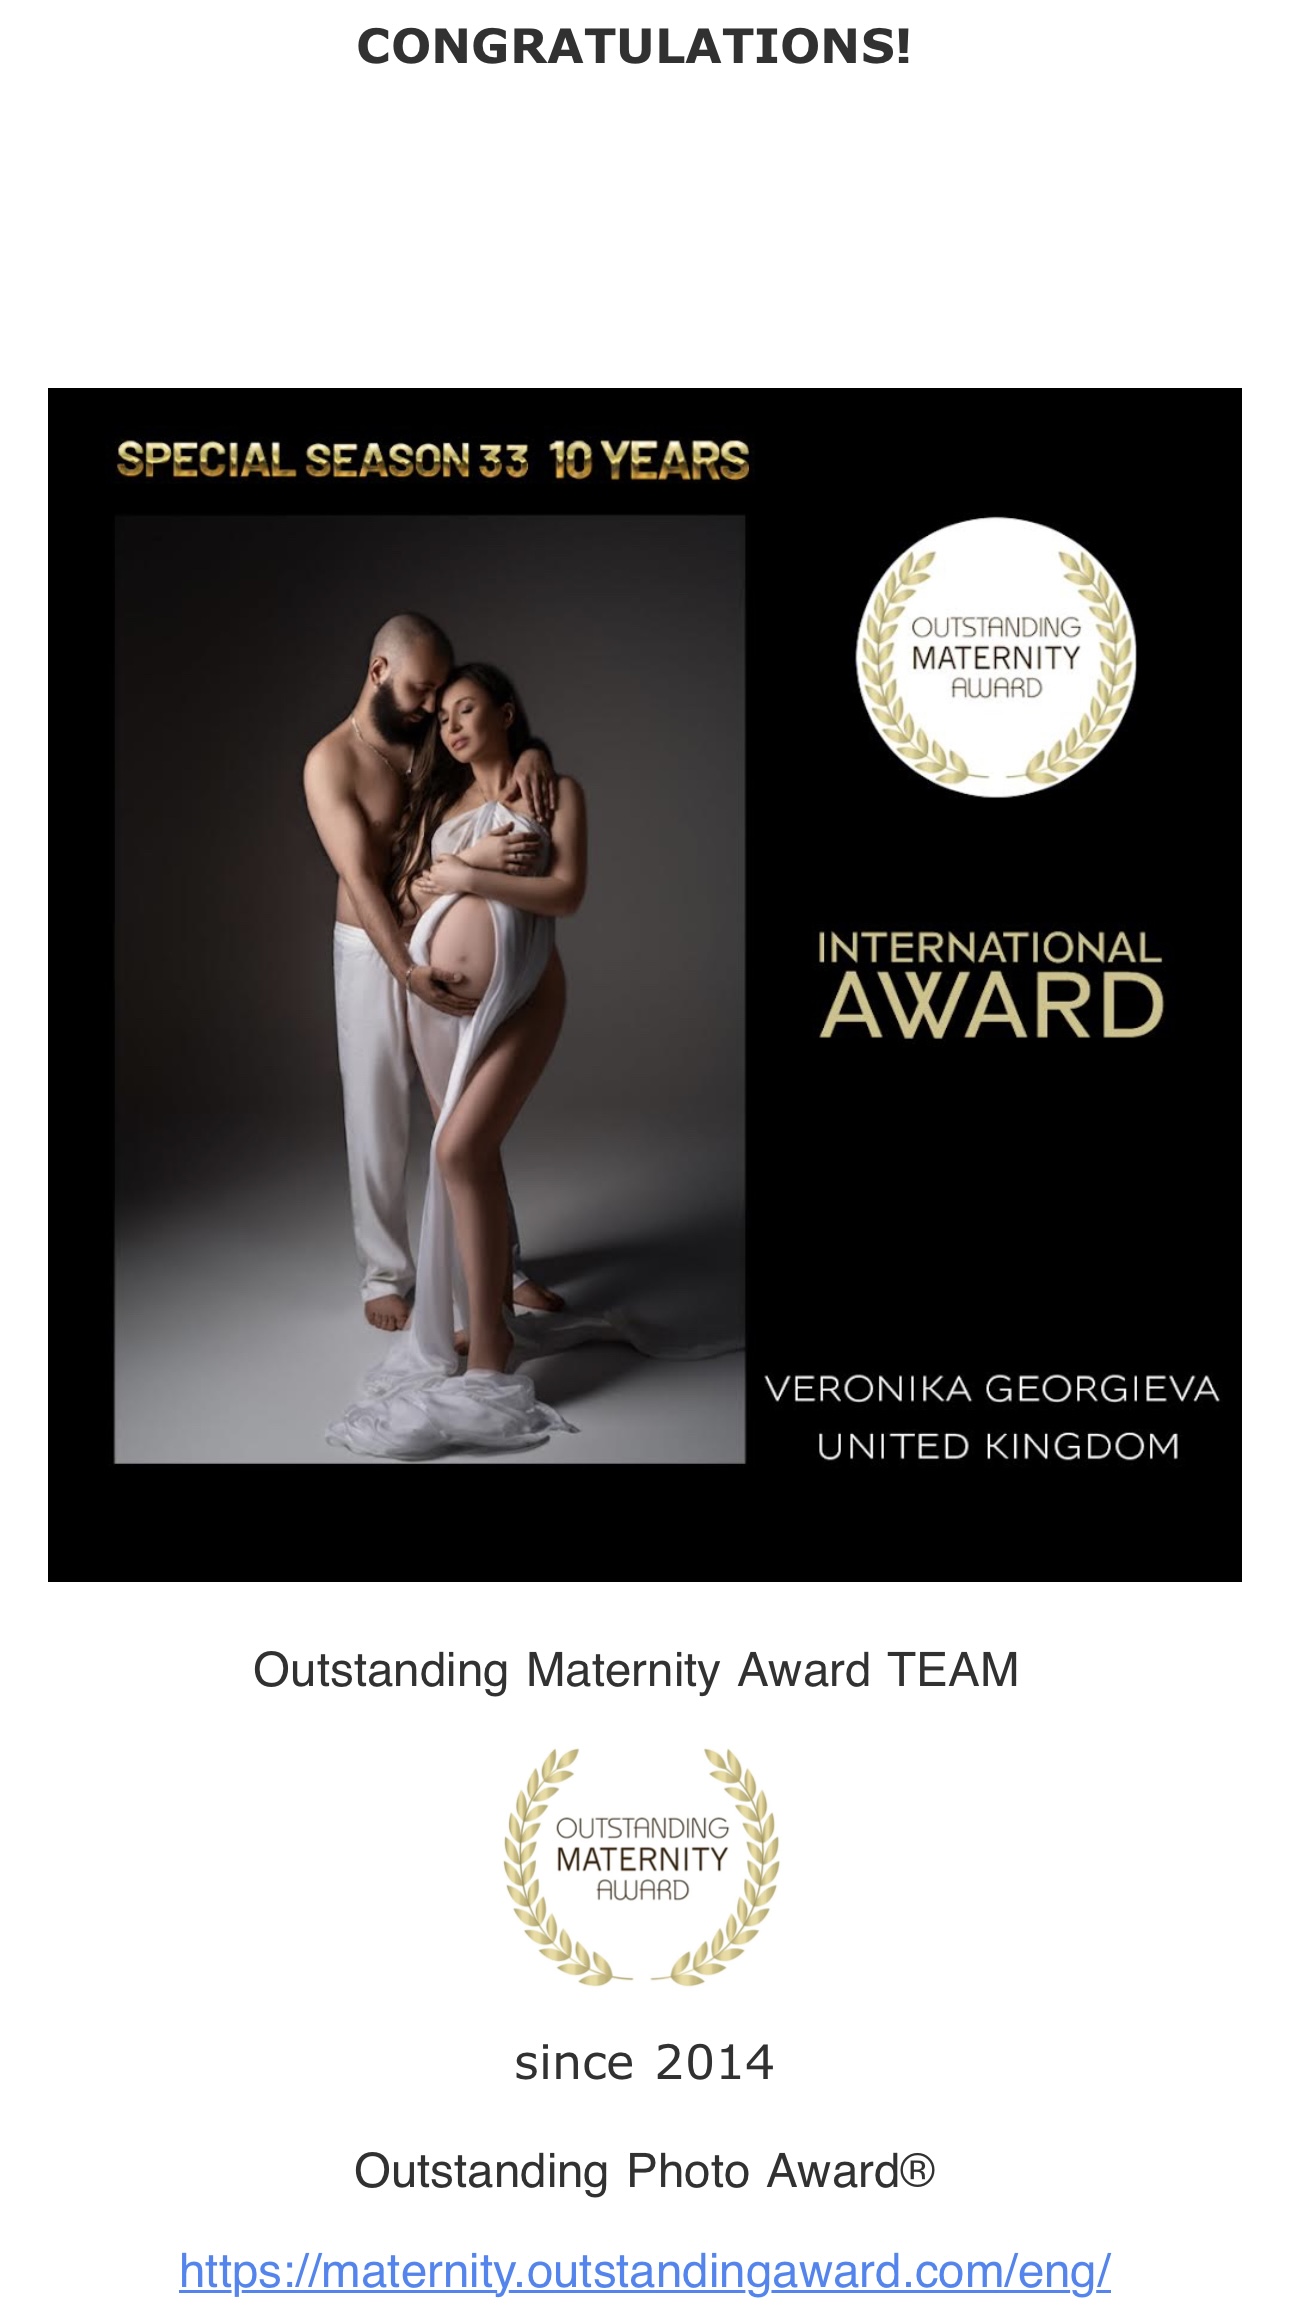 CONGRATULATIONS!
SPECIAL SEASON 33 10 YEARS
OUTSTANDING
MATERNITY
AWARD
INTERNATIONAL
AWARD
VERONIKA GEORGIEVA
UNITED KINGDOM
Outstanding Maternity Award TEAM
OUTSTANDING
MATERNITY
AWARD
since 2014
Outstanding Photo Award®
https://maternity.outstandingaward.com/eng/